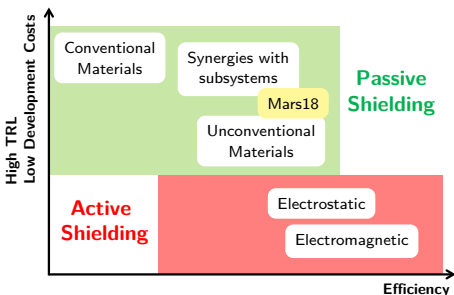 High TRL
Low Development Costs
Conventional
Materials
Synergies with
subsystems
Mars18
Unconventional
Materials
Passive
Shielding
Active
Shielding
Electrostatic
Electromagnetic
Efficiency